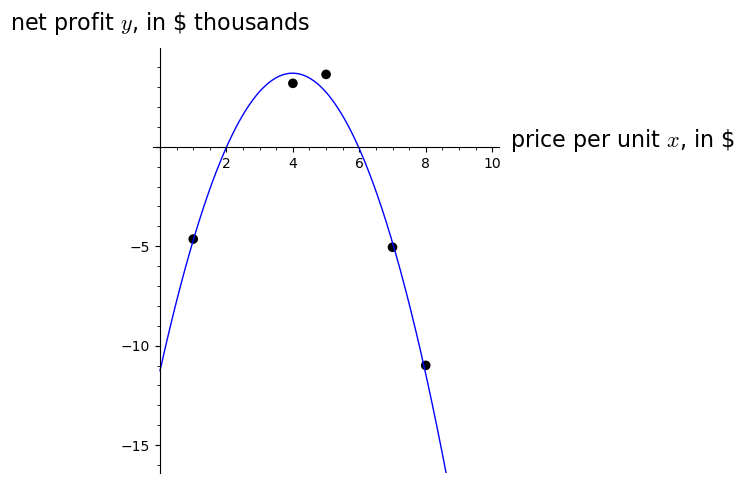 net profit y, in $ thousands
price per unit x, in $
2 4 6 8 10
−5
−10
−15